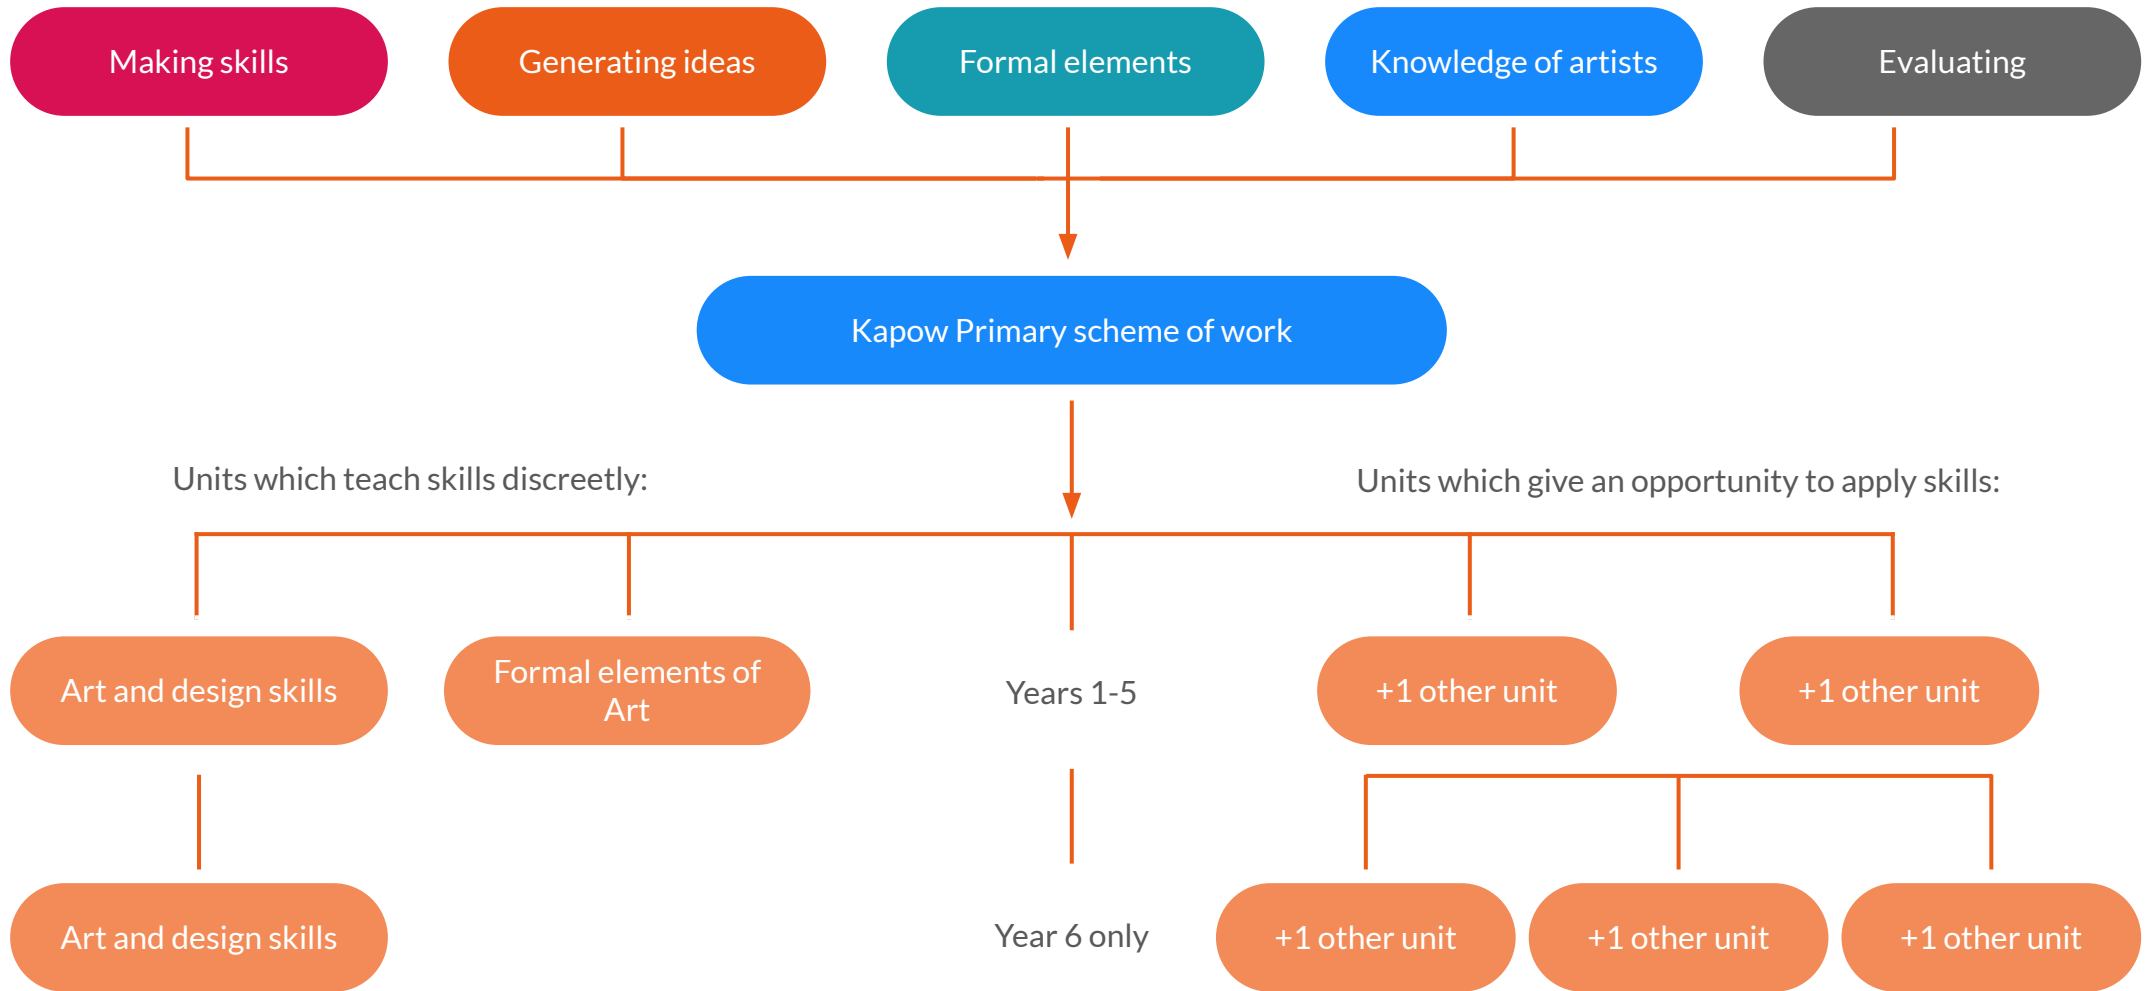 Making skills
Generating ideas
Formal elements
Knowledge of artists
Evaluating
Kapow Primary scheme of work
Units which teach skills discreetly:
Units which give an opportunity to apply skills:
Art and design skills
Formal elements of
Art
Years 1-5
+1 other unit
+1 other unit
Art and design skills
Year 6 only
+1 other unit
+1 other unit
+1 other unit